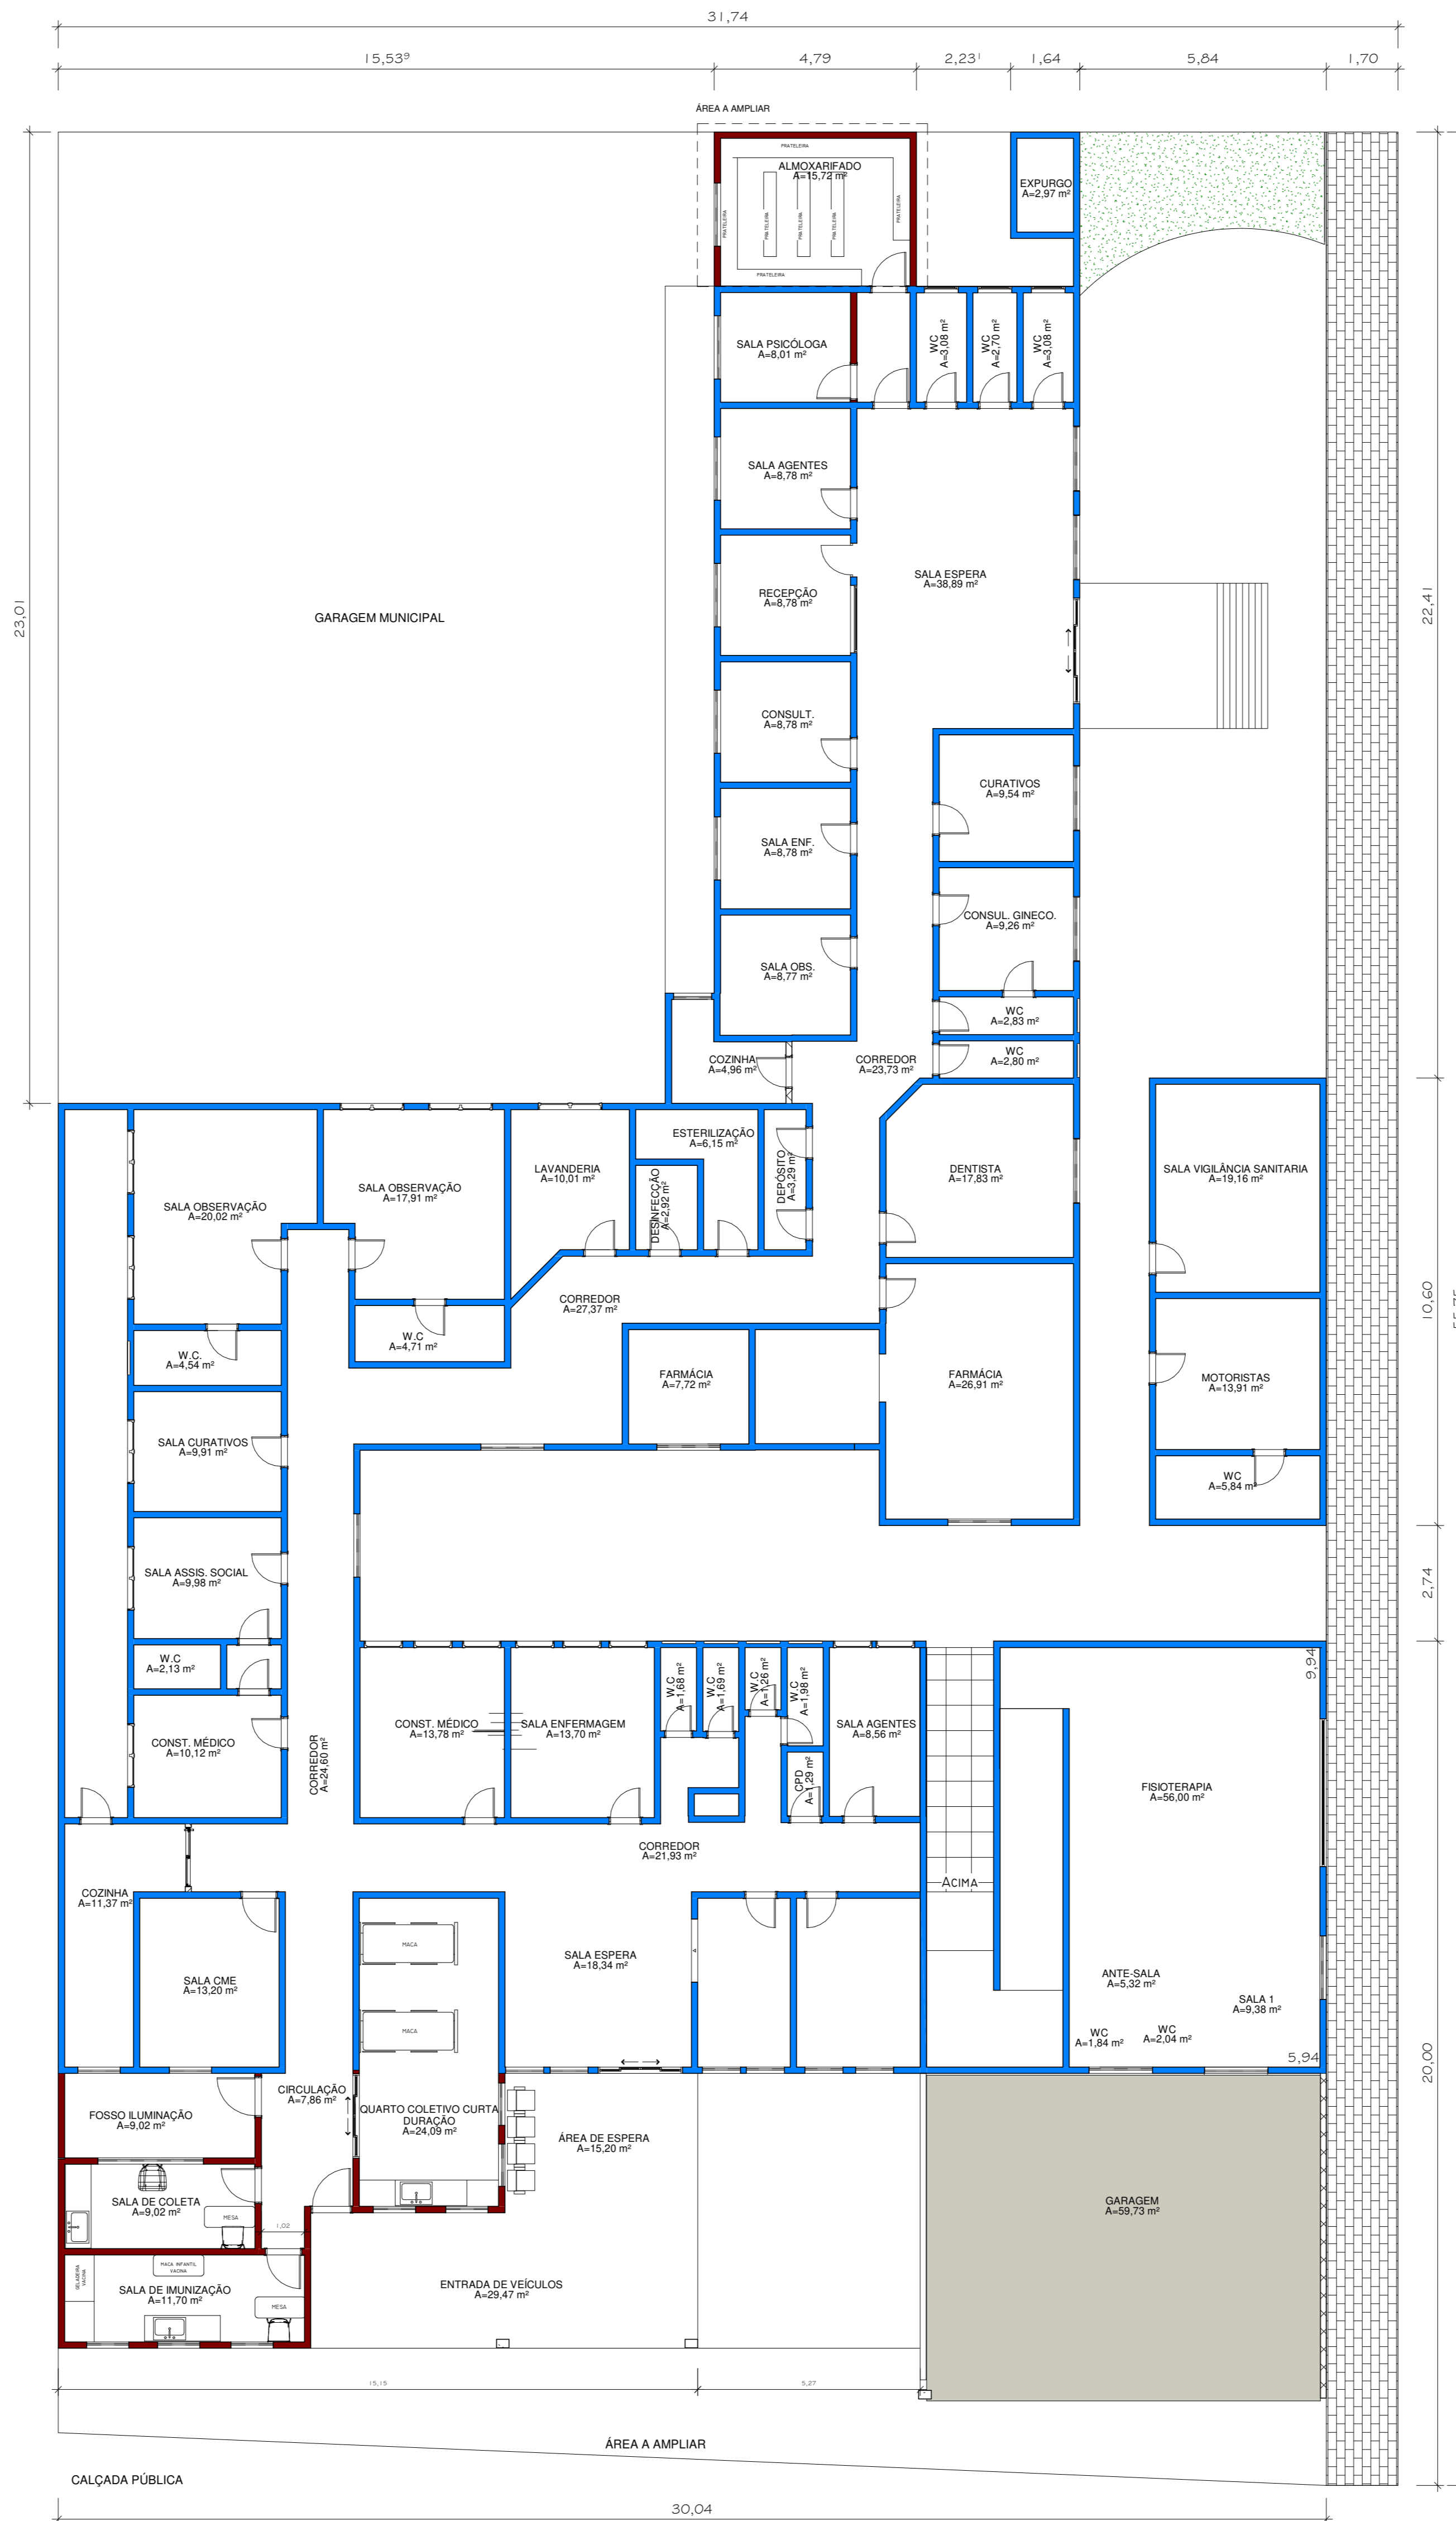 31,74
15,53⁹
4,79
2,23¹
1,64
5,84
1,70
ÁREA A AMPLIAR
PRATELEIRA
ALMOXARIFADO
A=15,72 m²
PRATELEIRA
PRATELEIRA
PRATELEIRA
PRATELEIRA
PRATELEIRA
PRATELEIRA
EXPURGO
A=2,97 m²
SALA PSICÓLOGA
A=8,01 m²
WC
A=3,08 m²
WC
A=2,70 m²
WC
A=3,08 m²
SALA AGENTES
A=8,78 m²
23,01
GARAGEM MUNICIPAL
RECEPÇÃO
A=8,78 m²
SALA ESPERA
A=38,89 m²
22,41
CONSULT.
A=8,78 m²
CURATIVOS
A=9,54 m²
SALA ENF.
A=8,78 m²
CONSUL. GINECO.
A=9,26 m²
SALA OBS.
A=8,77 m²
WC
A=2,83 m²
COZINHA
A=4,96 m²
CORREDOR
A=23,73 m²
WC
A=2,80 m²
SALA OBSERVAÇÃO
A=20,02 m²
SALA OBSERVAÇÃO
A=17,91 m²
LAVANDERIA
A=10,01 m²
ESTERILIZAÇÃO
A=6,15 m²
DESINFECÇÃO
A=2,92 m²
DEPÓSITO
A=3,29 m²
DENTISTA
A=17,83 m²
SALA VIGILÂNCIA SANITARIA
A=19,16 m²
CORREDOR
A=27,37 m²
10,60
W.C.
A=4,54 m²
W.C
A=4,71 m²
FARMÁCIA
A=7,72 m²
FARMÁCIA
A=26,91 m²
MOTORISTAS
A=13,91 m²
SALA CURATIVOS
A=9,91 m²
WC
A=5,84 m²
SALA ASSIS. SOCIAL
A=9,98 m²
2,74
W.C
A=2,13 m²
CONST. MÉDICO
A=10,12 m²
CORREDOR
A=24,60 m²
CONST. MÉDICO
A=13,78 m²
SALA ENFERMAGEM
A=13,70 m²
W.C
A=1,68 m²
W.C
A=1,69 m²
W.C
A=1,26 m²
W.C
A=1,98 m²
CPD
A=1,29 m²
SALA AGENTES
A=8,56 m²
9,94
FISIOTERAPIA
A=56,00 m²
CORREDOR
A=21,93 m²
ACIMA
COZINHA
A=11,37 m²
SALA CME
A=13,20 m²
MACA
MACA
SALA ESPERA
A=18,34 m²
ANTE-SALA
A=5,32 m²
SALA 1
A=9,38 m²
WC
A=1,84 m²
WC
A=2,04 m²
5,94
20,00
FOSSO ILUMINAÇÃO
A=9,02 m²
CIRCULAÇÃO
A=7,86 m²
QUARTO COLETIVO CURTA
DURAÇÃO
A=24,09 m²
ÁREA DE ESPERA
A=15,20 m²
SALA DE COLETA
A=9,02 m²
MESA
1,02
GARAGEM
A=59,73 m²
GELADEIRA
VACINA
MACA INFANTIL
VACINA
SALA DE IMUNIZAÇÃO
A=11,70 m²
MESA
ENTRADA DE VEÍCULOS
A=29,47 m²
15,15
5,27
ÁREA A AMPLIAR
CALÇADA PÚBLICA
30,04